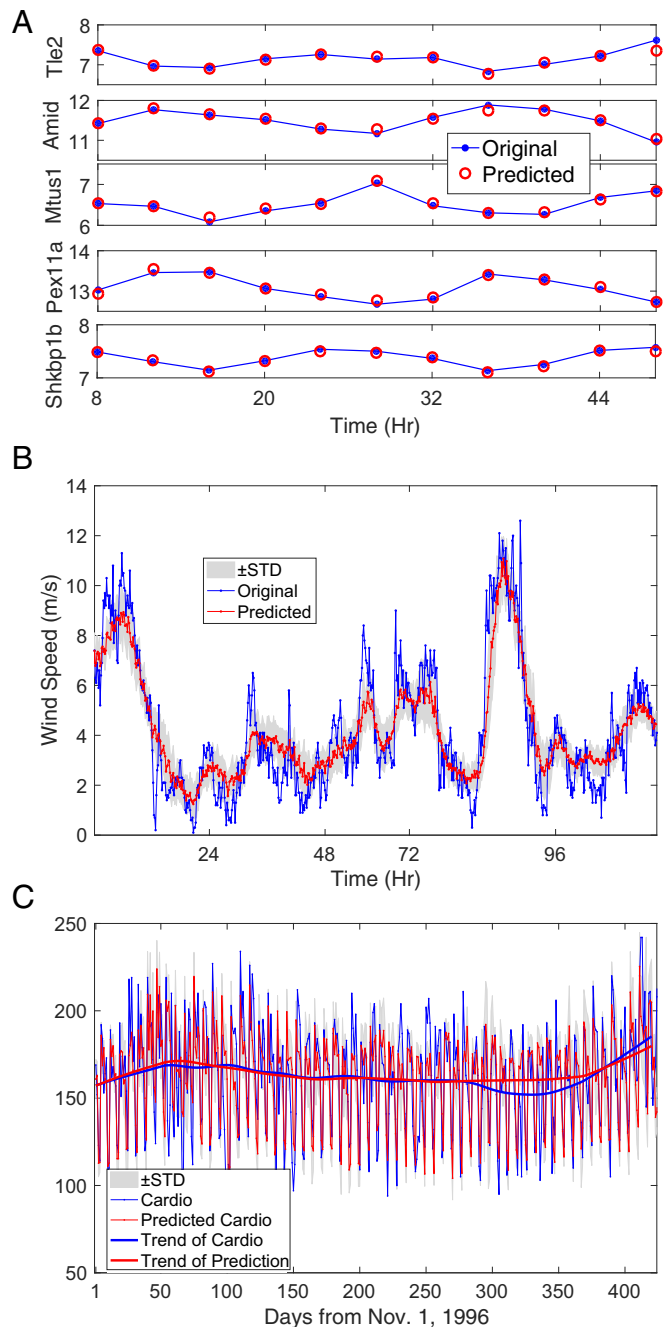 A
Tle2
8
7
Amid
12
11
Original
Predicted
Mtus1
7
6
Pex11a
14
13
Shkbp1b
8
7
8 20 32 44
Time (Hr)
B
Wind Speed (m/s)
14
12
10
8
6
4
2
0
±STD
Original
Predicted
24 48 72 96
Time (Hr)
C
250
200
150
100
50
±STD
Cardio
Predicted Cardio
Trend of Cardio
Trend of Prediction
1 50 100 150 200 250 300 350 400
Days from Nov. 1, 1996